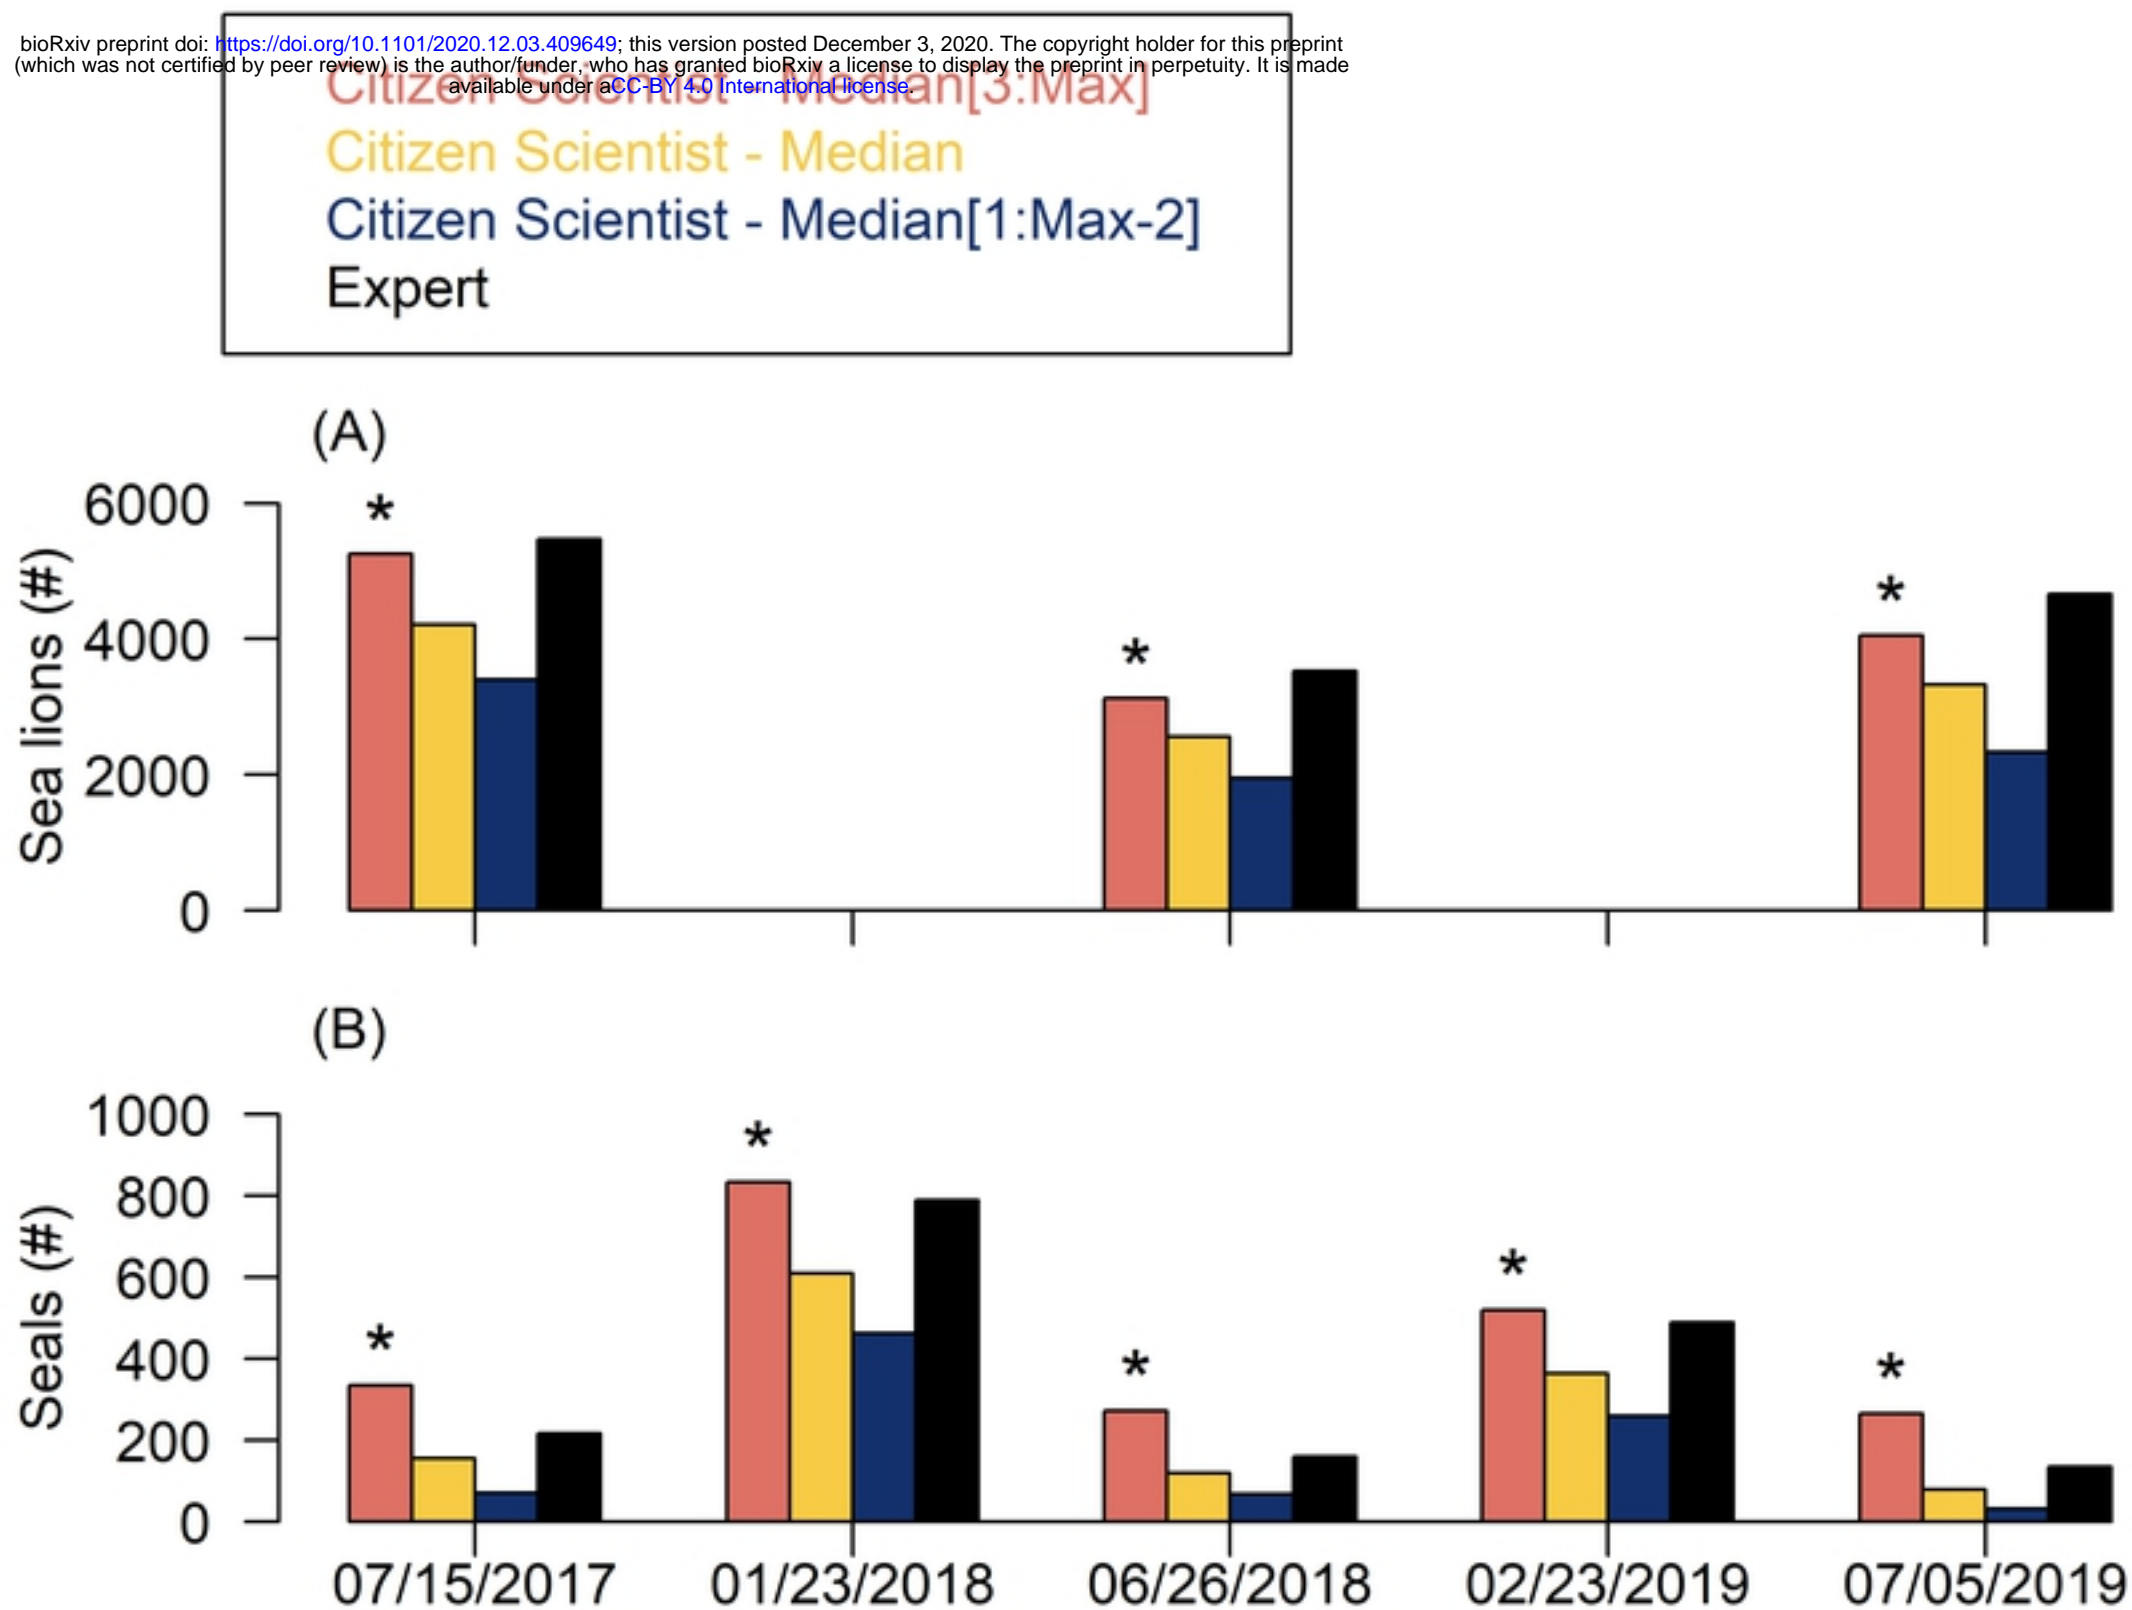 bioRxiv preprint doi: https://doi.org/10.1101/2020.12.03.409649; this version posted December 3, 2020. The copyright holder for this preprint
(which was not certified by peer review) is the author/funder, who has granted bioRxiv a license to display the preprint in perpetuity. It is made
available under aCC-BY 4.0 International license.
Citizen Scientist - Median[3:Max]
Citizen Scientist - Median
Citizen Scientist - Median[1:Max-2]
Expert
(A)
Sea lions (#)
6000
4000
2000
0
*
*
*
(B)
Seals (#)
1000
800
600
400
200
0
*
*
*
*
*
07/15/2017
01/23/2018
06/26/2018
02/23/2019
07/05/2019